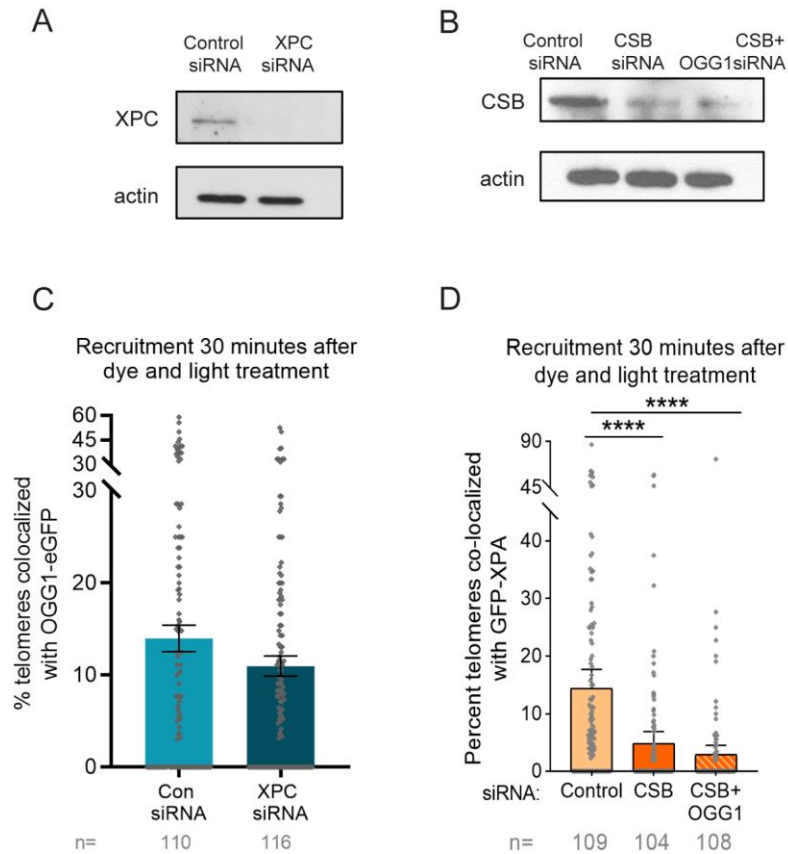 A
Control
siRNA
XPC
siRNA
XPC
actin
B
Control
siRNA
CSB
siRNA
CSB+
OGG1siRNA
CSB
actin
C
Recruitment 30 minutes after
dye and light treatment
% telomeres colocalized
with OGG1-eGFP
60
45
30
30
20
10
0
Con
siRNA
XPC
siRNA
n= 110 116
D
Recruitment 30 minutes after
dye and light treatment
****
****
Percent telomeres co-localized
with GFP-XPA
90
45
40
30
20
10
0
siRNA: Control CSB CSB+
OGG1
n= 109 104 108